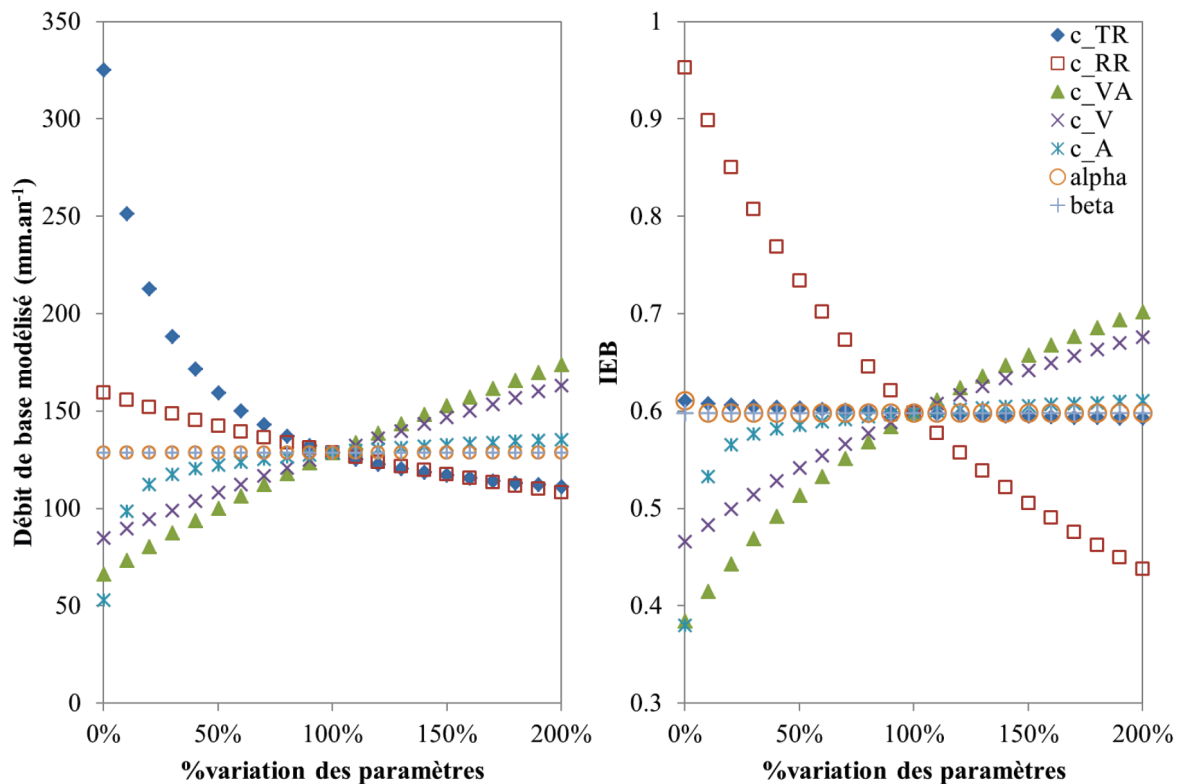 Débit de base modélisé (mm.an⁻¹)
350
300
250
200
150
100
50
0
0%
50%
100%
150%
200%
%variation des paramètres
IEB
1
0.9
0.8
0.7
0.6
0.5
0.4
0.3
0%
50%
100%
150%
200%
%variation des paramètres
c_TR
c_RR
c_VA
c_V
c_A
alpha
beta